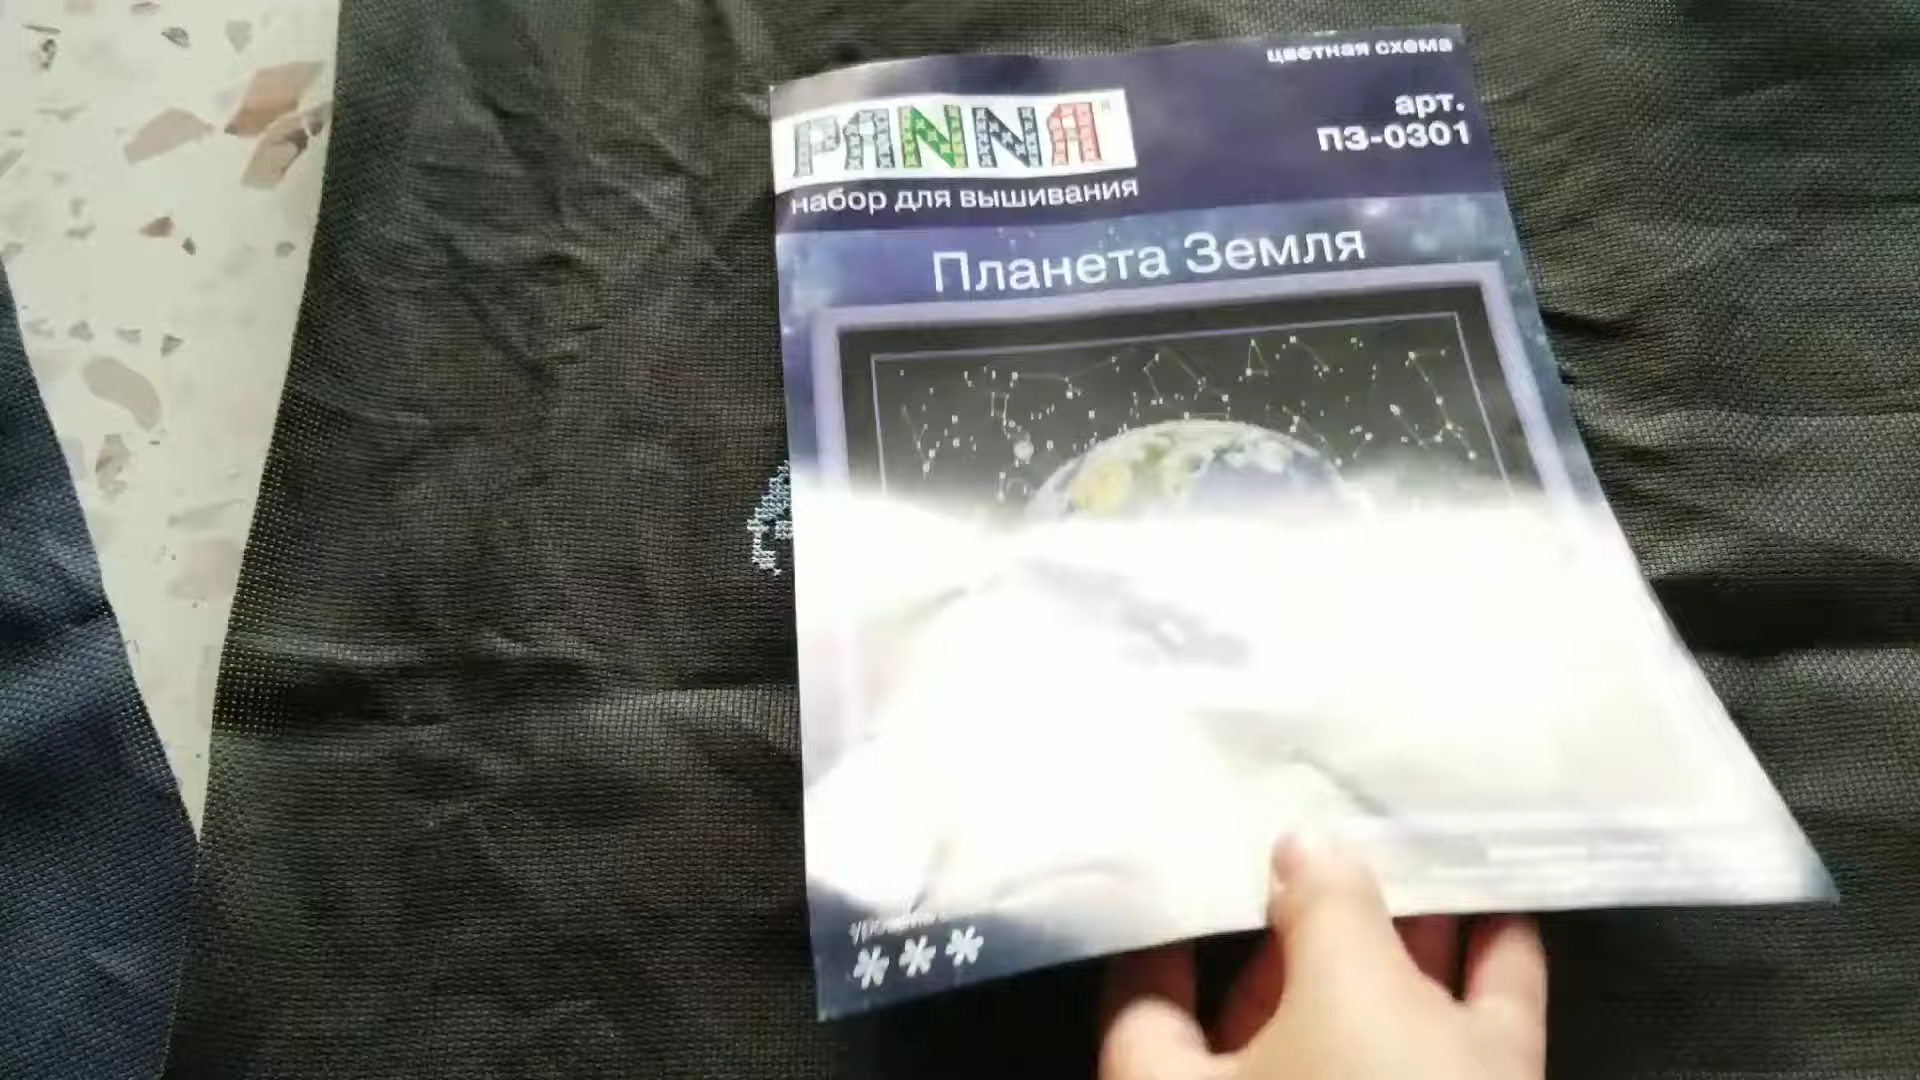 цветная схема
PANNA
арт.
ПЗ-0301
набор для вышивания
Планета Земля